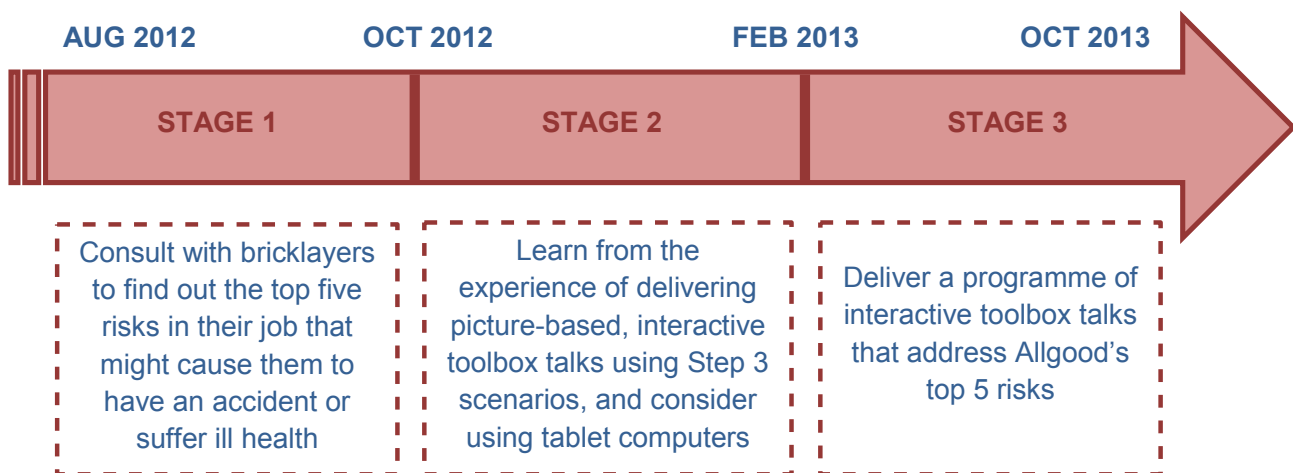 AUG 2012 OCT 2012 FEB 2013 OCT 2013
STAGE 1 STAGE 2 STAGE 3
Consult with bricklayers
to find out the top five
risks in their job that
might cause them to
have an accident or
suffer ill health
Learn from the
experience of delivering
picture-based, interactive
toolbox talks using Step 3
scenarios, and consider
using tablet computers
Deliver a programme of
interactive toolbox talks
that address Allgood’s
top 5 risks